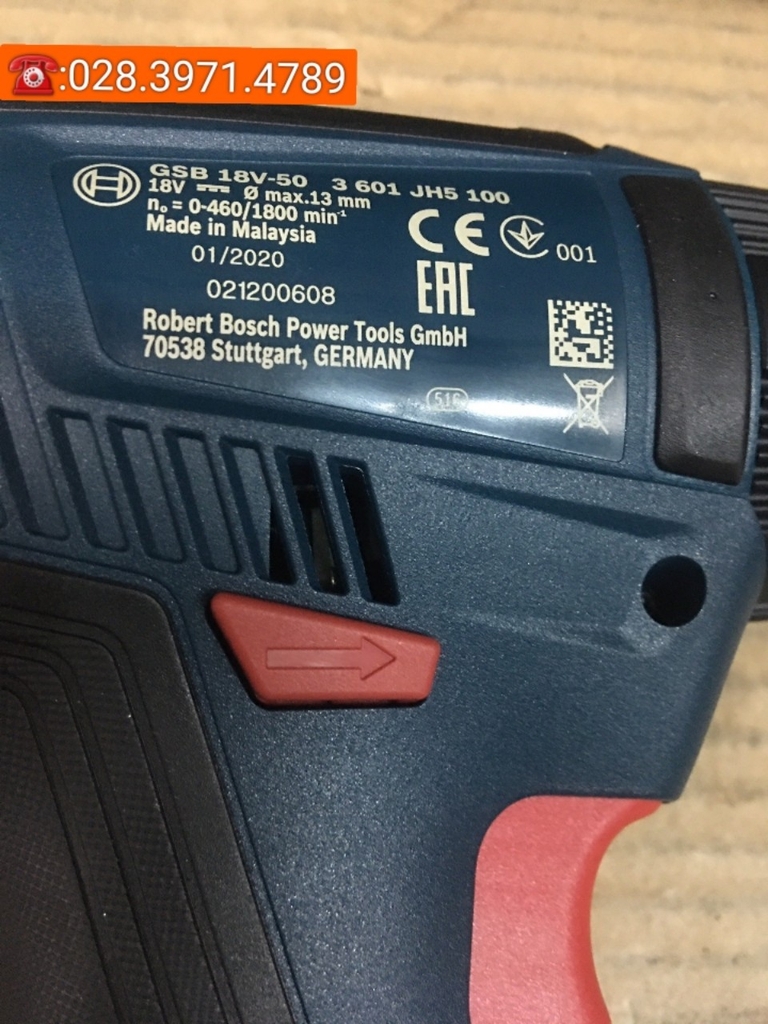 ☎:028.3971.4789
GSB 18V-50 3 601 JH5 100
18V ⎓ Ø max.13 mm
n₀ = 0-460/1800 min⁻¹
Made in Malaysia
CE
001
01/2020
EAC
021200608
Robert Bosch Power Tools GmbH
70538 Stuttgart, GERMANY
516